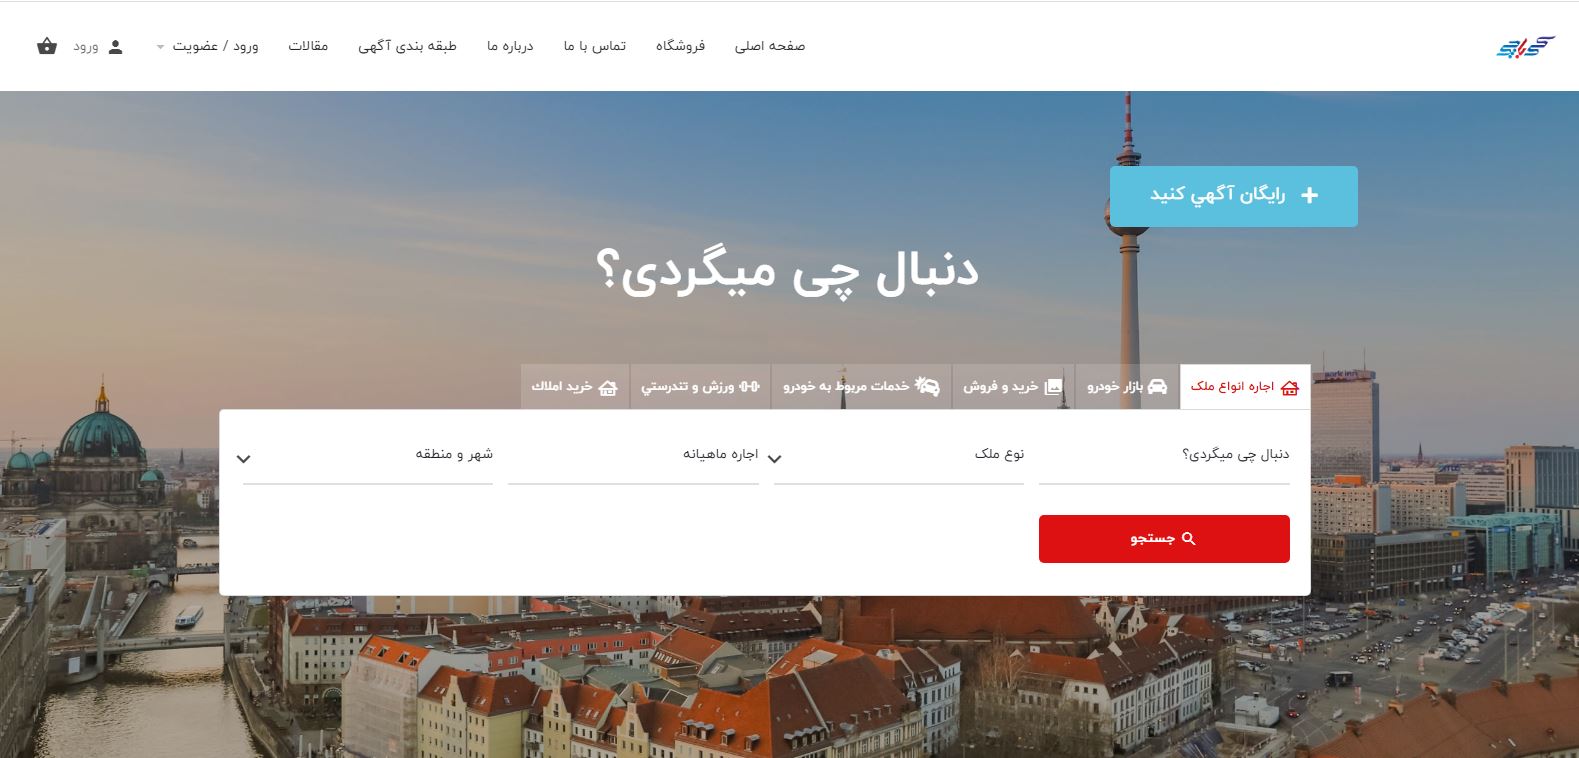 صفحه اصلی
فروشگاه
تماس با ما
درباره ما
طبقه بندی آگهی
مقالات
ورود / عضویت
ورود
رایگان آگهي کنید
دنبال چی میگردی؟
اجاره انواع ملک
بازار خودرو
خرید و فروش
خدمات مربوط به خودرو
ورزش و تندرستي
خرید املاك
دنبال چی میگردی؟
نوع ملک
اجاره ماهیانه
شهر و منطقه
جستجو
park inn